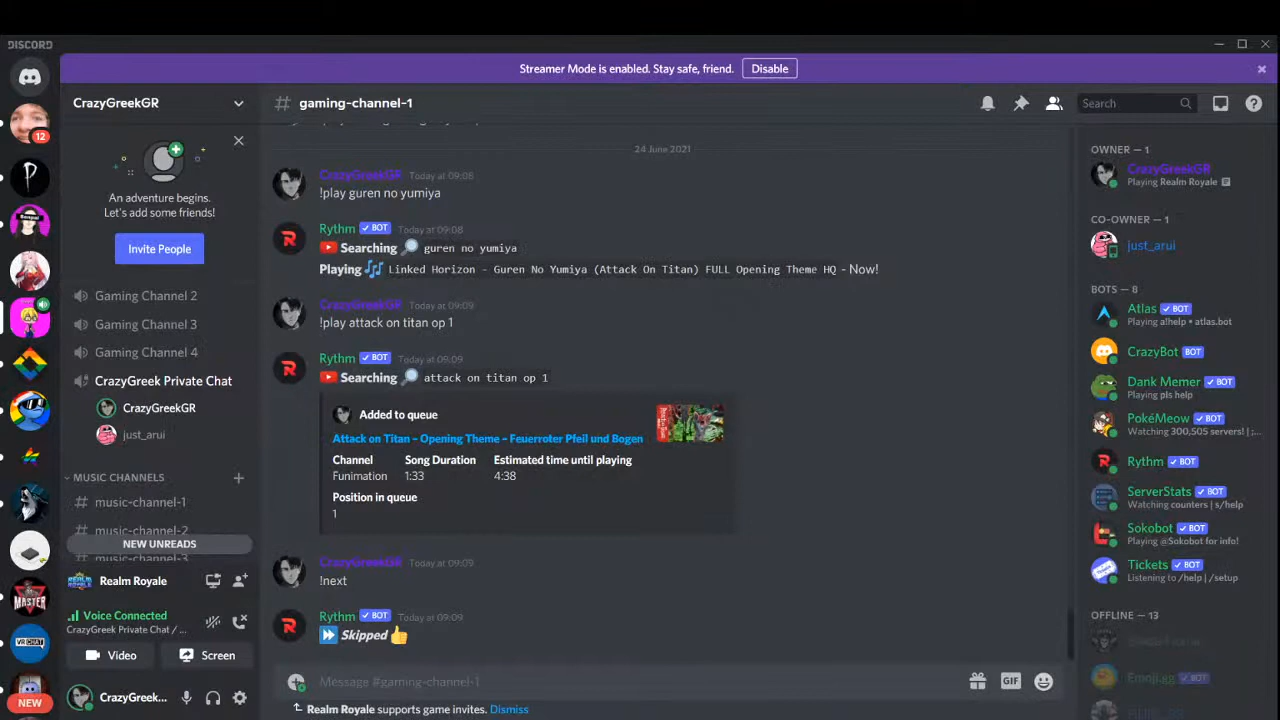 DISCORD
Streamer Mode is enabled. Stay safe, friend. Disable
12
NEW
CrazyGreekGR
An adventure begins.
Let's add some friends!
Invite People
Gaming Channel 2
Gaming Channel 3
Gaming Channel 4
CrazyGreek Private Chat
CrazyGreekGR
just_arui
MUSIC CHANNELS
music-channel-1
music-channel-2
music-channel-3
NEW UNREADS
Realm Royale
Voice Connected
CrazyGreek Private Chat / ...
Video
Screen
CrazyGreek...
MASTER
VRCHAT
# gaming-channel-1
Search
24 June 2021
CrazyGreekGR Today at 09:08
!play guren no yumiya
Rythm BOT Today at 09:08
Searching guren no yumiya
Playing Linked Horizon - Guren No Yumiya (Attack On Titan) FULL Opening Theme HQ - Now!
CrazyGreekGR Today at 09:09
!play attack on titan op 1
Rythm BOT Today at 09:09
Searching attack on titan op 1
Added to queue
Attack on Titan – Opening Theme – Feuerroter Pfeil und Bogen
Channel Song Duration Estimated time until playing
Funimation 1:33 4:38
Position in queue
1
CrazyGreekGR Today at 09:09
!next
Rythm BOT Today at 09:09
Skipped
Message #gaming-channel-1
GIF
Realm Royale supports game invites. Dismiss
OWNER — 1
CrazyGreekGR
Playing Realm Royale
CO-OWNER — 1
just_arui
BOTS — 8
Atlas BOT
Playing a!help • atlas.bot
CrazyBot BOT
Dank Memer BOT
Playing pls help
PokéMeow BOT
Watching 300,505 servers! | ;...
Rythm BOT
ServerStats BOT
Watching counters | s/help
Sokobot BOT
Playing @Sokobot for info!
Tickets BOT
Listening to /help | /setup
OFFLINE — 13
Emoji.gg BOT